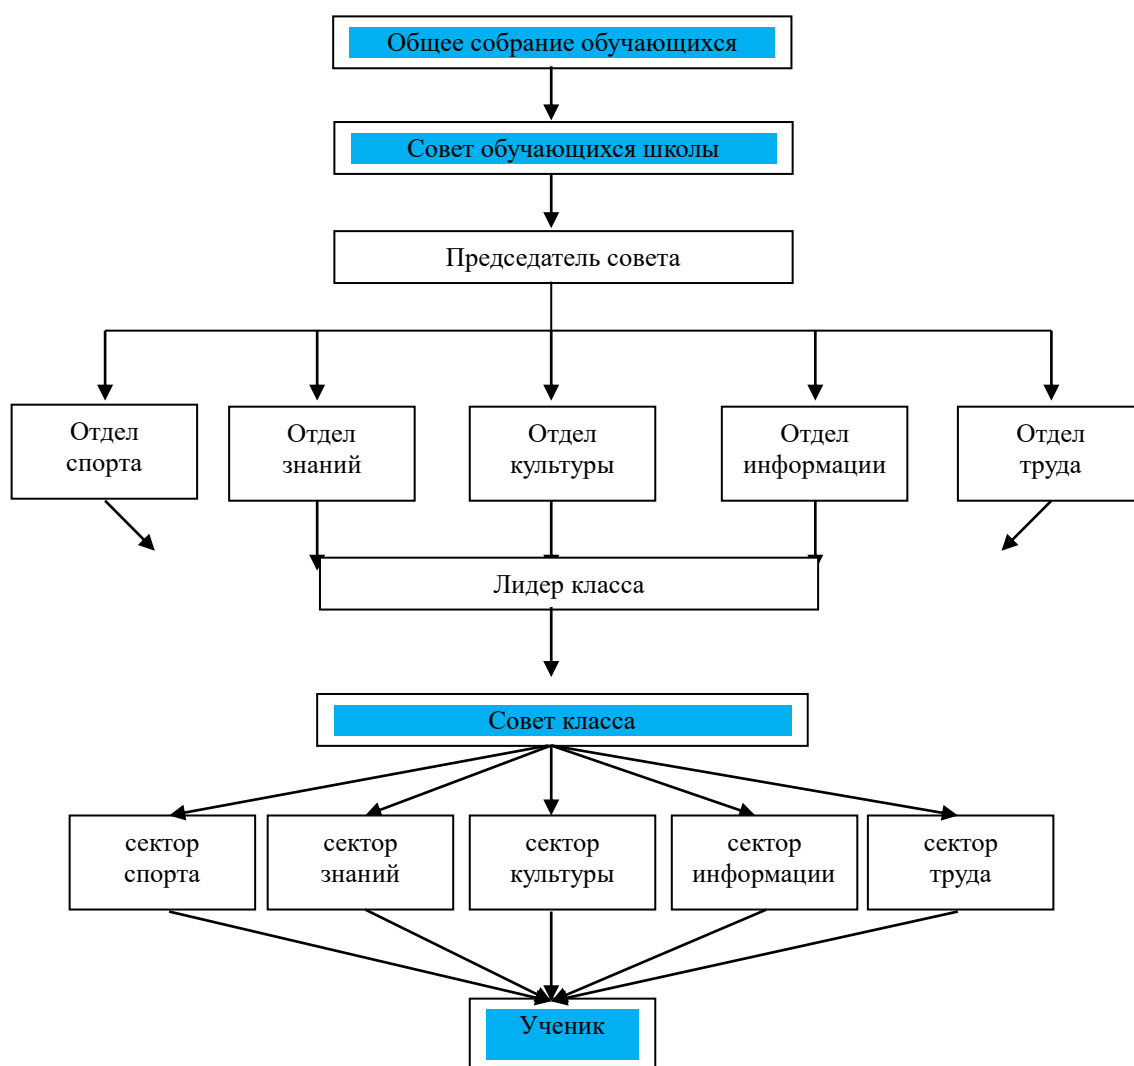 Общее собрание обучающихся
Совет обучающихся школы
Председатель совета
Отдел
спорта
Отдел
знаний
Отдел
культуры
Отдел
информации
Отдел
труда
Лидер класса
Совет класса
сектор
спорта
сектор
знаний
сектор
культуры
сектор
информации
сектор
труда
Ученик